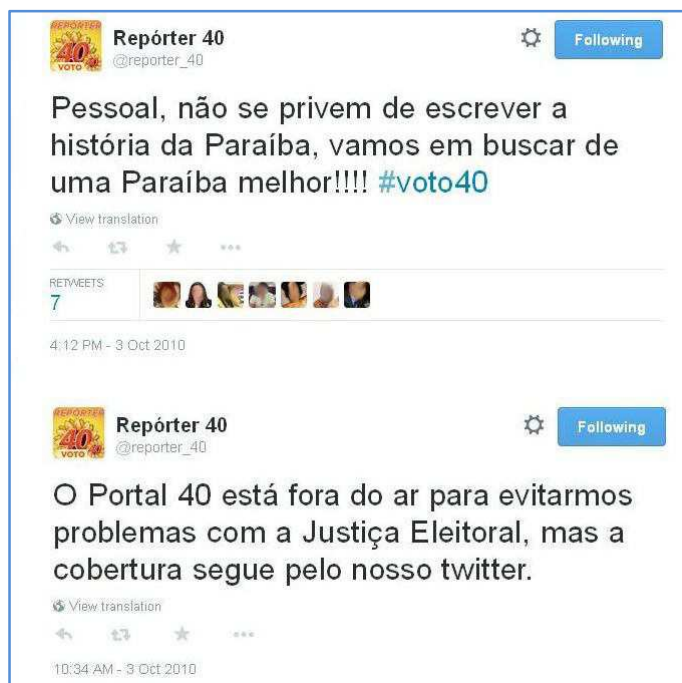 REPÓRTER
40
VOTO
Repórter 40
@reporter_40
Following
Pessoal, não se privem de escrever a
história da Paraíba, vamos em buscar de
uma Paraíba melhor!!!! #voto40
View translation
RETWEETS
7
4:12 PM - 3 Oct 2010
REPÓRTER
40
VOTO
Repórter 40
@reporter_40
Following
O Portal 40 está fora do ar para evitarmos
problemas com a Justiça Eleitoral, mas a
cobertura segue pelo nosso twitter.
View translation
10:34 AM - 3 Oct 2010